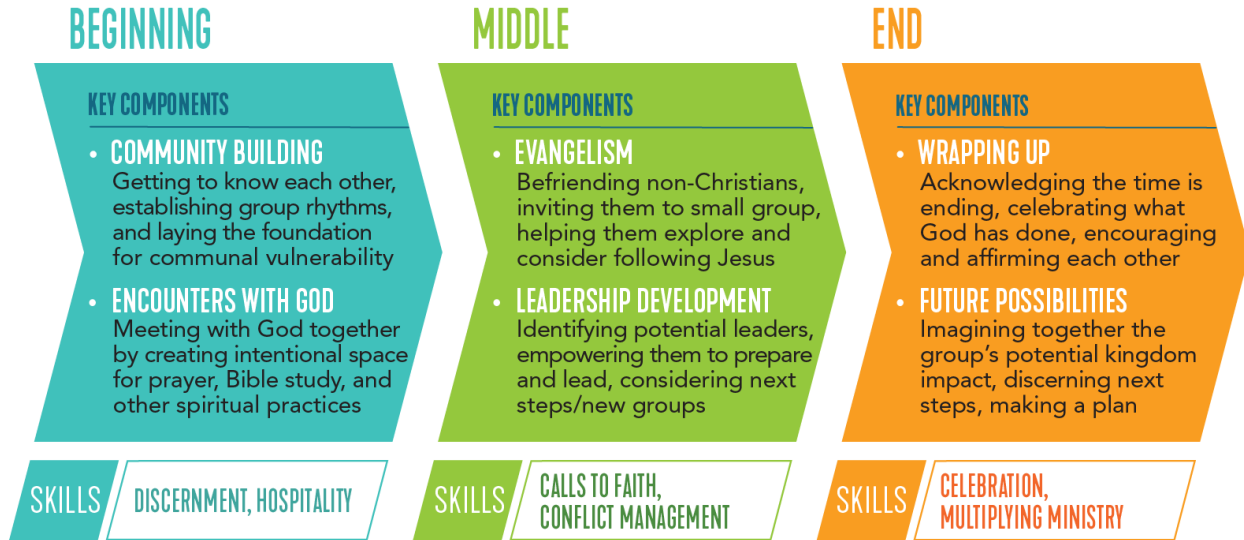 BEGINNING
KEY COMPONENTS
• COMMUNITY BUILDING
Getting to know each other,
establishing group rhythms,
and laying the foundation
for communal vulnerability
• ENCOUNTERS WITH GOD
Meeting with God together
by creating intentional space
for prayer, Bible study, and
other spiritual practices
SKILLS
DISCERNMENT, HOSPITALITY
MIDDLE
KEY COMPONENTS
• EVANGELISM
Befriending non-Christians,
inviting them to small group,
helping them explore and
consider following Jesus
• LEADERSHIP DEVELOPMENT
Identifying potential leaders,
empowering them to prepare
and lead, considering next
steps/new groups
SKILLS
CALLS TO FAITH,
CONFLICT MANAGEMENT
END
KEY COMPONENTS
• WRAPPING UP
Acknowledging the time is
ending, celebrating what
God has done, encouraging
and affirming each other
• FUTURE POSSIBILITIES
Imagining together the
group's potential kingdom
impact, discerning next
steps, making a plan
SKILLS
CELEBRATION,
MULTIPLYING MINISTRY